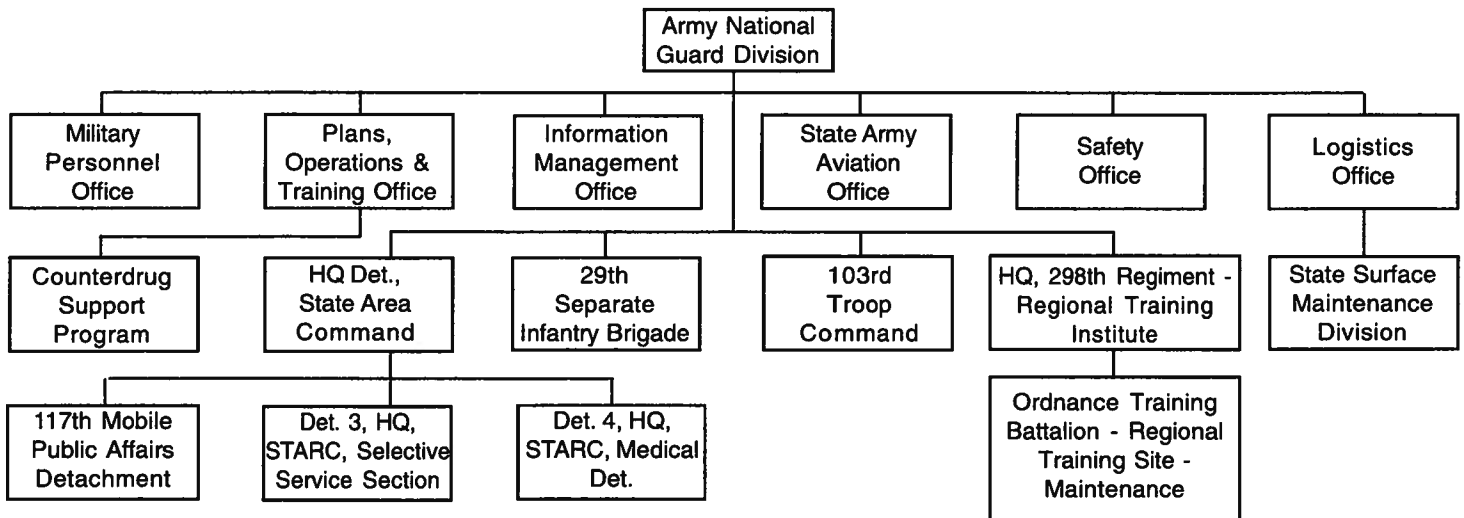 Army National
Guard Division
Military
Personnel
Office
Plans,
Operations &
Training Office
Information
Management
Office
State Army
Aviation
Office
Safety
Office
Logistics
Office
Counterdrug
Support
Program
HQ Det.,
State Area
Command
29th
Separate
Infantry Brigade
103rd
Troop
Command
HQ, 298th Regiment -
Regional Training
Institute
State Surface
Maintenance
Division
117th Mobile
Public Affairs
Detachment
Det. 3, HQ,
STARC, Selective
Service Section
Det. 4, HQ,
STARC, Medical
Det.
Ordnance Training
Battalion - Regional
Training Site -
Maintenance